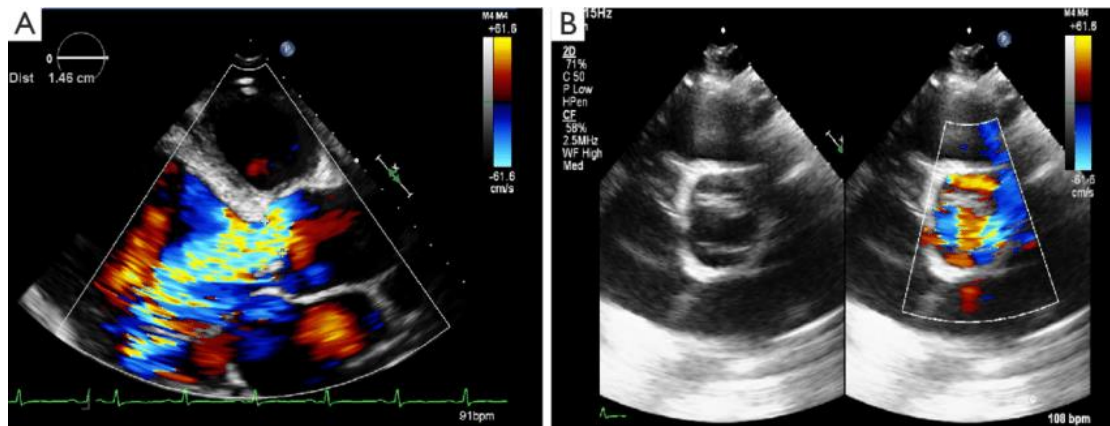 A
0
Dist 1.46 cm
M4 M4
+61.6
-61.6
cm/s
91bpm
B
15Hz
2D
71%
C 50
P Low
HPen
CF
58%
2.5MHz
WF High
Med
M4 M4
+61.6
-61.6
cm/s
108 bpm